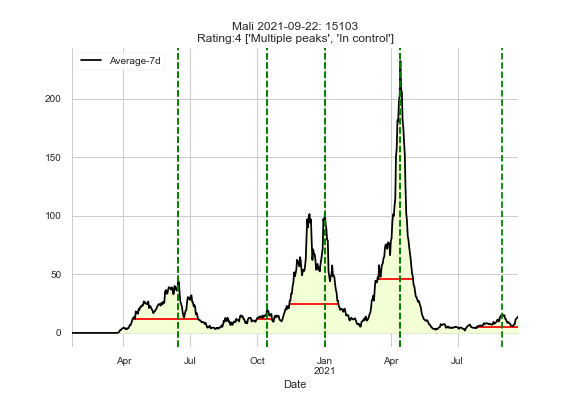 Mali 2021-09-22: 15103
Rating:4 ['Multiple peaks', 'In control']
Average-7d
200
150
100
50
0
Apr
Jul
Oct
Jan
2021
Apr
Jul
Date